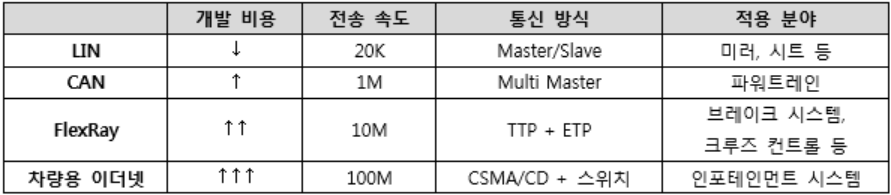 개발 비용 전송 속도 통신 방식 적용 분야
LIN ↓ 20K Master/Slave 미러, 시트 등
CAN ↑ 1M Multi Master 파워트레인
FlexRay ↑↑ 10M TTP + ETP 브레이크 시스템,
크루즈 컨트롤 등
차량용 이더넷 ↑↑↑ 100M CSMA/CD + 스위치 인포테인먼트 시스템